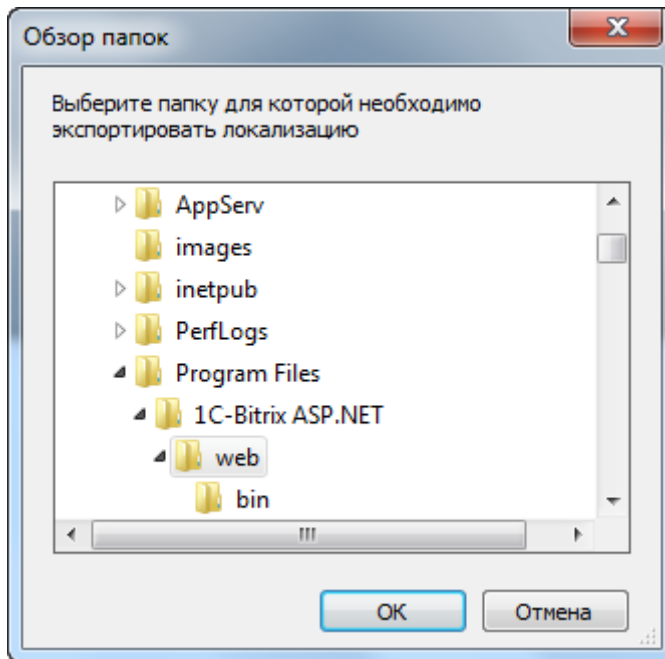 Обзор папок
Выберите папку для которой необходимо
экспортировать локализацию
AppServ
images
inetpub
PerfLogs
Program Files
1C-Bitrix ASP.NET
web
bin
OK
Отмена